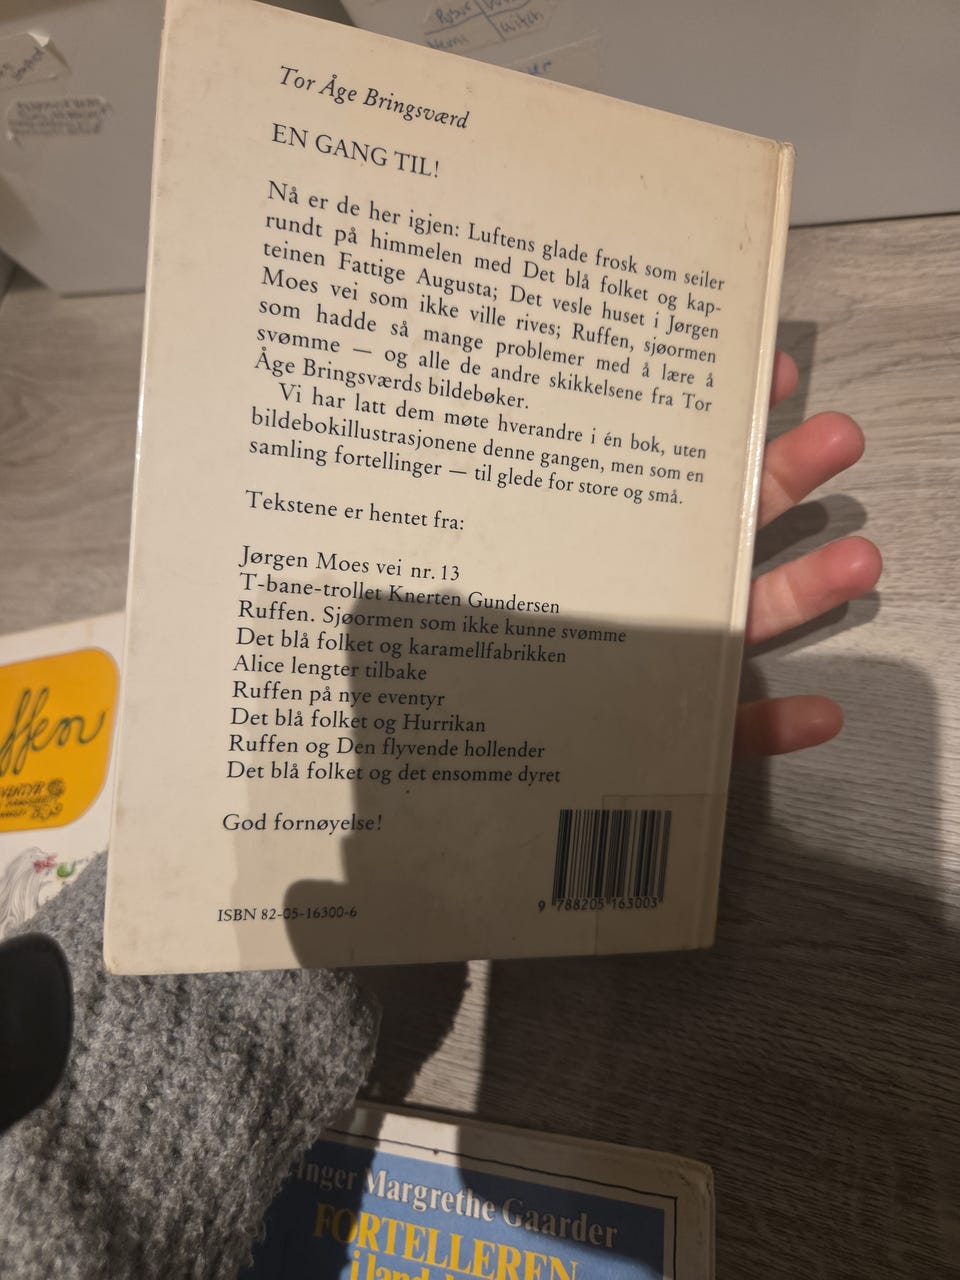 Posur
witch
Nemi
Tor Åge Bringsværd
EN GANG TIL!
Nå er de her igjen: Luftens glade frosk som seiler
rundt på himmelen med Det blå folket og kap-
teinen Fattige Augusta; Det vesle huset i Jørgen
Moes vei som ikke ville rives; Ruffen, sjøormen
som hadde så mange problemer med å lære å
svømme — og alle de andre skikkelsene fra Tor
Åge Bringsværds bildebøker.
Vi har latt dem møte hverandre i én bok, uten
bildebokillustrasjonene denne gangen, men som en
samling fortellinger — til glede for store og små.
Tekstene er hentet fra:
Jørgen Moes vei nr. 13
T-bane-trollet Knerten Gundersen
Ruffen. Sjøormen som ikke kunne svømme
Det blå folket og karamellfabrikken
Alice lengter tilbake
Ruffen på nye eventyr
Det blå folket og Hurrikan
Ruffen og Den flyvende hollender
Det blå folket og det ensomme dyret
God fornøyelse!
ISBN 82-05-16300-6
9 788205 163003
ffen
VENTYR
Inger Margrethe Gaarder
FORTELLEREN